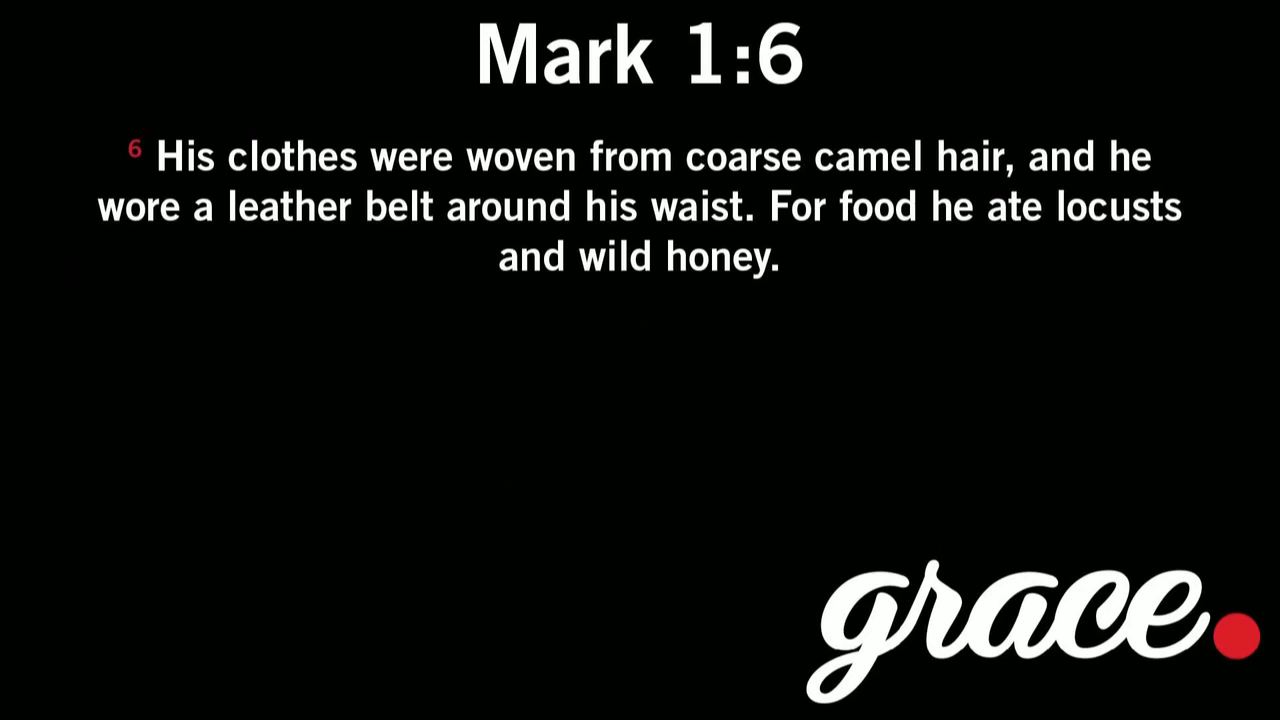 Mark 1:6
6 His clothes were woven from coarse camel hair, and he
wore a leather belt around his waist. For food he ate locusts
and wild honey.
grace.